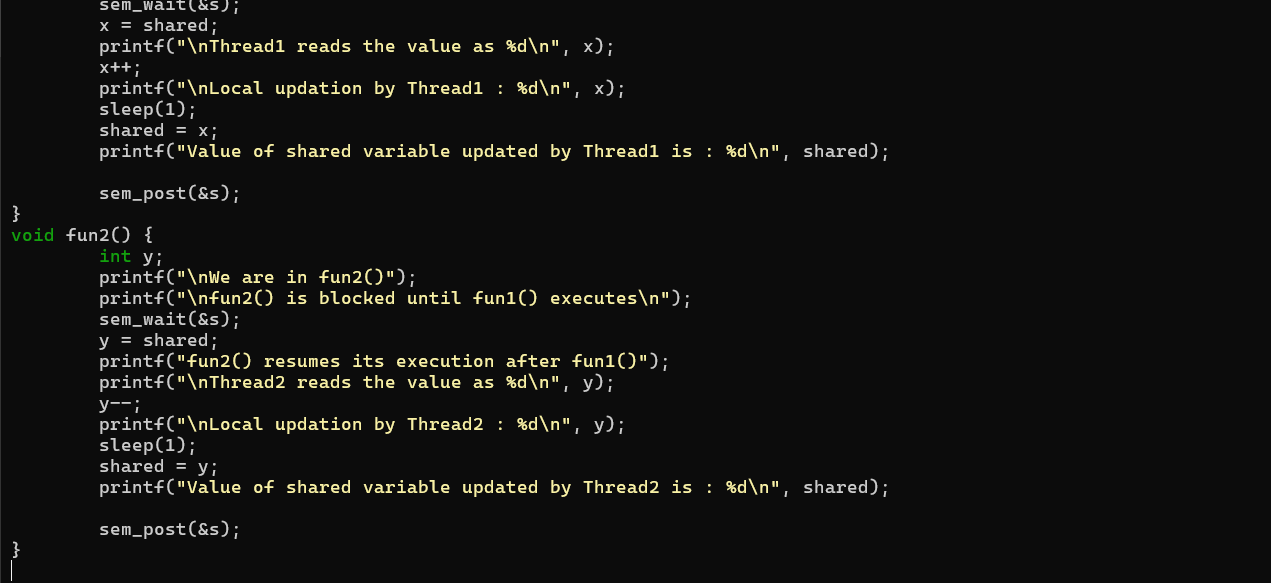 sem_wait(&s);
x = shared;
printf("\nThread1 reads the value as %d\n", x);
x++;
printf("\nLocal updation by Thread1 : %d\n", x);
sleep(1);
shared = x;
printf("Value of shared variable updated by Thread1 is : %d\n", shared);
sem_post(&s);
}
void fun2() {
int y;
printf("\nWe are in fun2()");
printf("\nfun2() is blocked until fun1() executes\n");
sem_wait(&s);
y = shared;
printf("fun2() resumes its execution after fun1()");
printf("\nThread2 reads the value as %d\n", y);
y--;
printf("\nLocal updation by Thread2 : %d\n", y);
sleep(1);
shared = y;
printf("Value of shared variable updated by Thread2 is : %d\n", shared);
sem_post(&s);
}